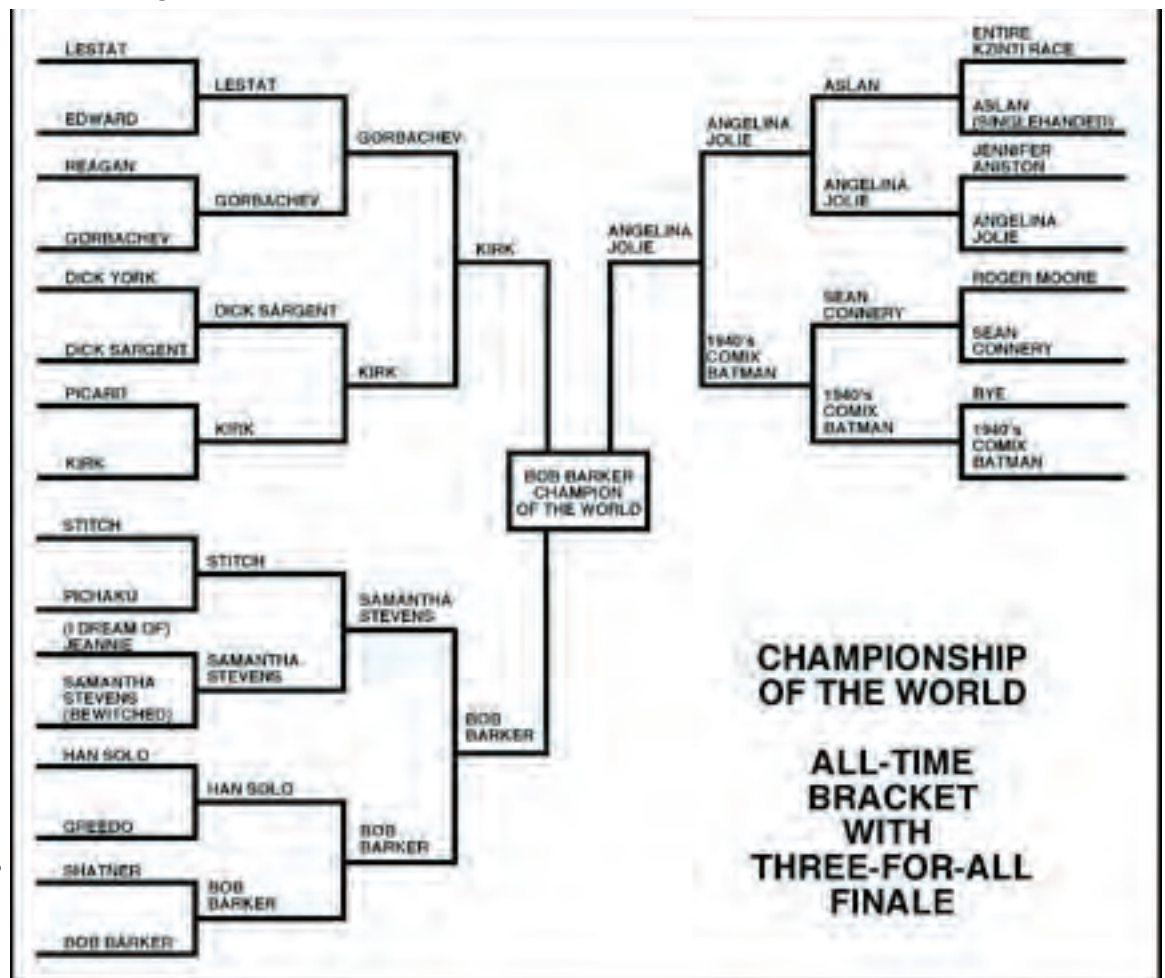 LESTAT
EDWARD
REAGAN
GORBACHEV
DICK YORK
DICK SARGENT
PICARD
KIRK
LESTAT
GORBACHEV
DICK SARGENT
KIRK
GORBACHEV
KIRK
KIRK
STITCH
PICHAKU
(I DREAM OF)
JEANNIE
SAMANTHA
STEVENS
(BEWITCHED)
HAN SOLO
GREEDO
SHATNER
BOB BARKER
STITCH
SAMANTHA
STEVENS
HAN SOLO
BOB
BARKER
SAMANTHA
STEVENS
BOB
BARKER
BOB
BARKER
BOB BARKER
CHAMPION
OF THE WORLD
ANGELINA
JOLIE
ANGELINA
JOLIE
1940's
COMIX
BATMAN
ASLAN
ANGELINA
JOLIE
SEAN
CONNERY
1940's
COMIX
BATMAN
ENTIRE
KZINTI RACE
ASLAN
(SINGLEHANDED)
JENNIFER
ANISTON
ANGELINA
JOLIE
ROGER MOORE
SEAN
CONNERY
BYE
1940's
COMIX
BATMAN
CHAMPIONSHIP
OF THE WORLD
ALL-TIME
BRACKET
WITH
THREE-FOR-ALL
FINALE